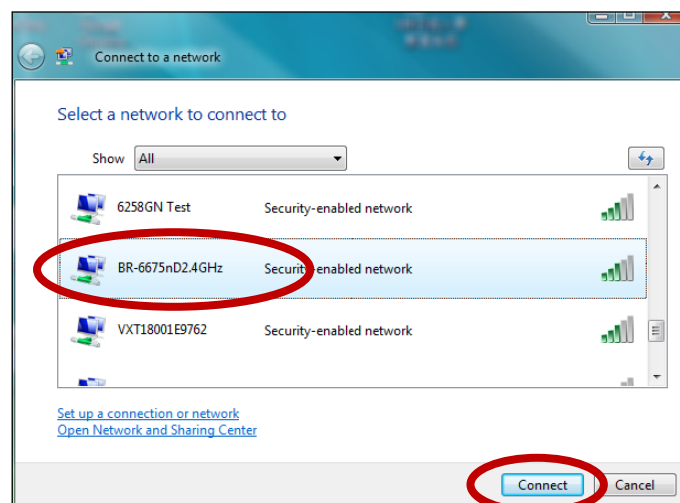 Connect to a network
Select a network to connect to
Show All
6258GN Test Security-enabled network
BR-6675nD2.4GHz Security-enabled network
VXT18001E9762 Security-enabled network
Set up a connection or network
Open Network and Sharing Center
Connect Cancel